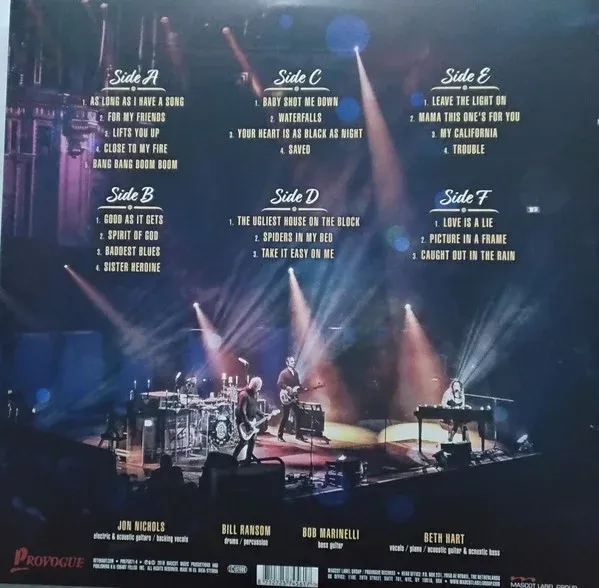 Side A
1. AS LONG AS I HAVE A SONG
2. FOR MY FRIENDS
3. LIFTS YOU UP
4. CLOSE TO MY FIRE
5. BANG BANG BOOM BOOM
Side B
1. GOOD AS IT GETS
2. SPIRIT OF GOD
3. BADDEST BLUES
4. SISTER HEROINE
Side C
1. BABY SHOT ME DOWN
2. WATERFALLS
3. YOUR HEART IS AS BLACK AS NIGHT
4. SAVED
Side D
1. THE UGLIEST HOUSE ON THE BLOCK
2. SPIDERS IN MY BED
3. TAKE IT EASY ON ME
Side E
1. LEAVE THE LIGHT ON
2. MAMA THIS ONE'S FOR YOU
3. MY CALIFORNIA
4. TROUBLE
Side F
1. LOVE IS A LIE
2. PICTURE IN A FRAME
3. CAUGHT OUT IN THE RAIN
JON NICHOLS
electric & acoustic guitars / backing vocals
BILL RANSOM
drums / percussion
BOB MARINELLI
bass guitar
BETH HART
vocals / piano / acoustic guitar & acoustic bass
PROVOGUE
MASCOT LABEL GROUP